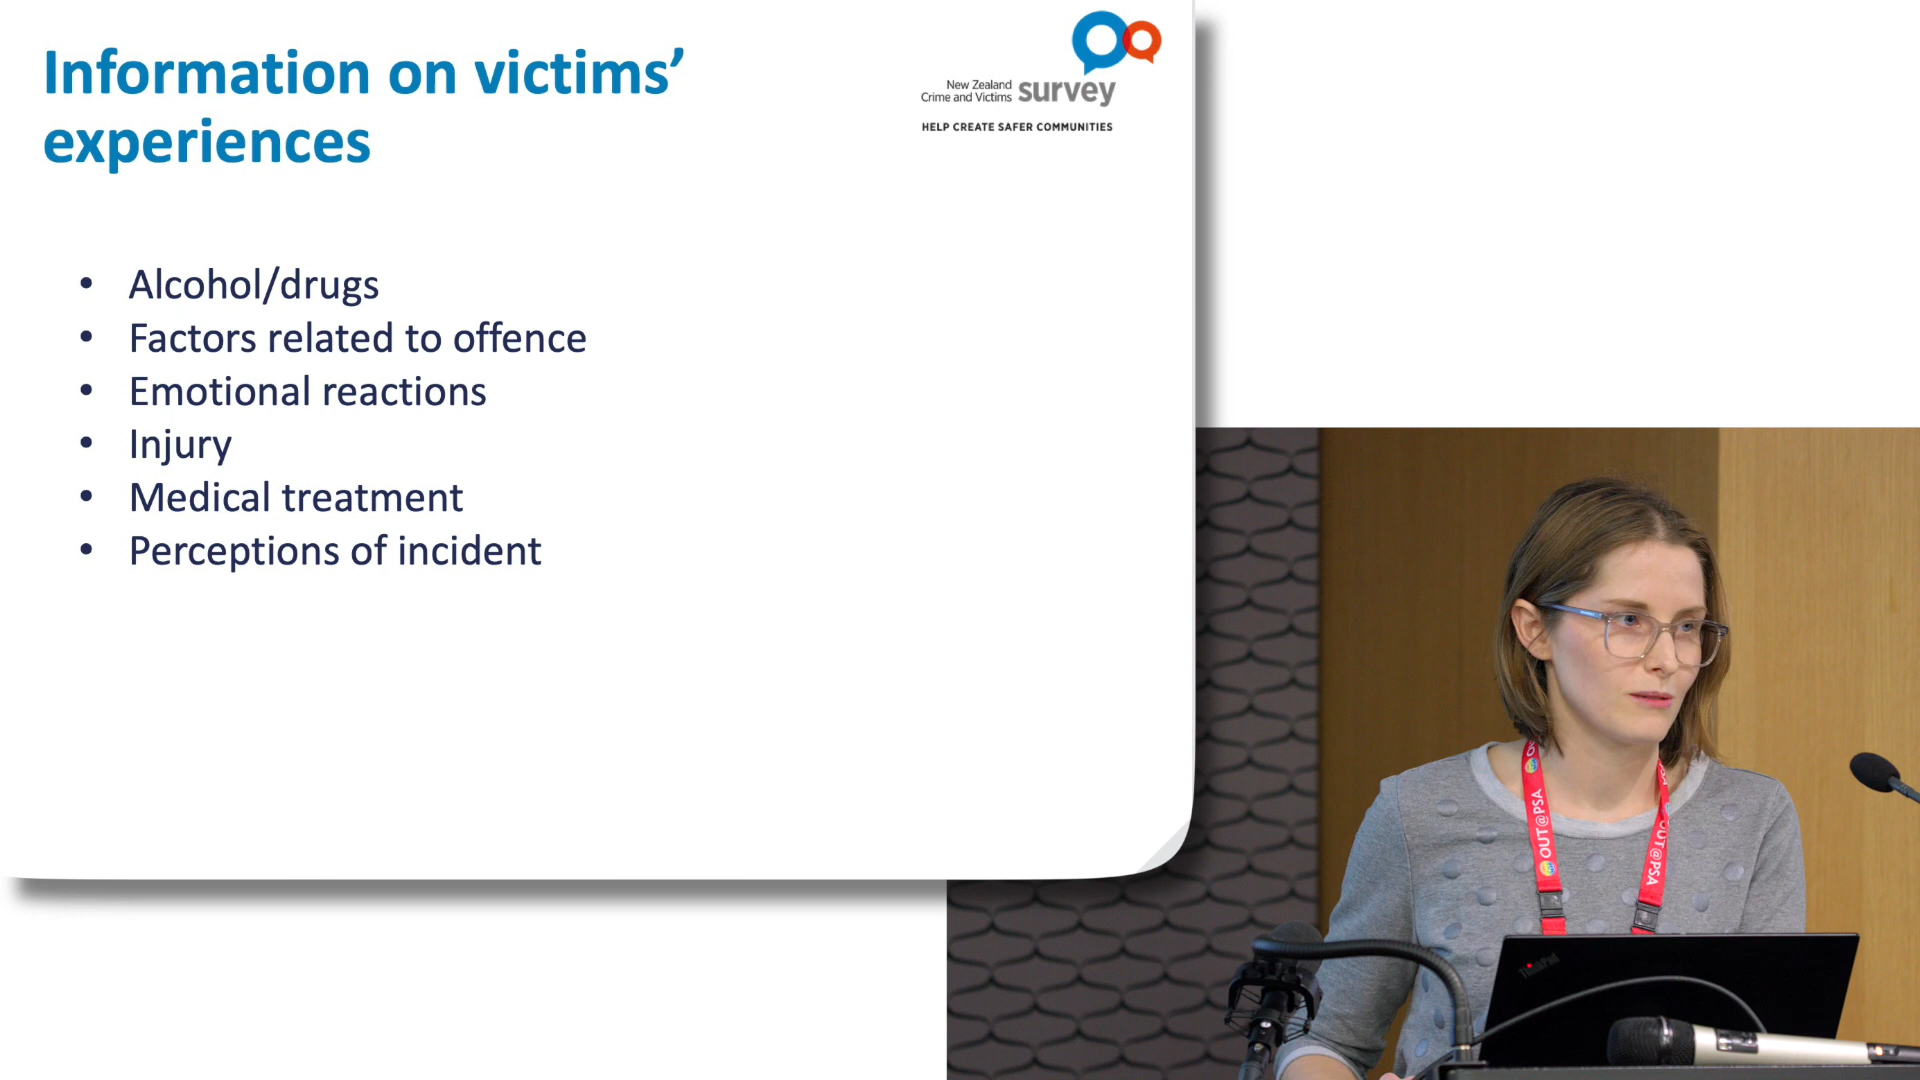 Information on victims’
experiences
New Zealand
Crime and Victims survey
HELP CREATE SAFER COMMUNITIES
• Alcohol/drugs
• Factors related to offence
• Emotional reactions
• Injury
• Medical treatment
• Perceptions of incident
OUT@PSA
OUT@PSA
ThinkPad